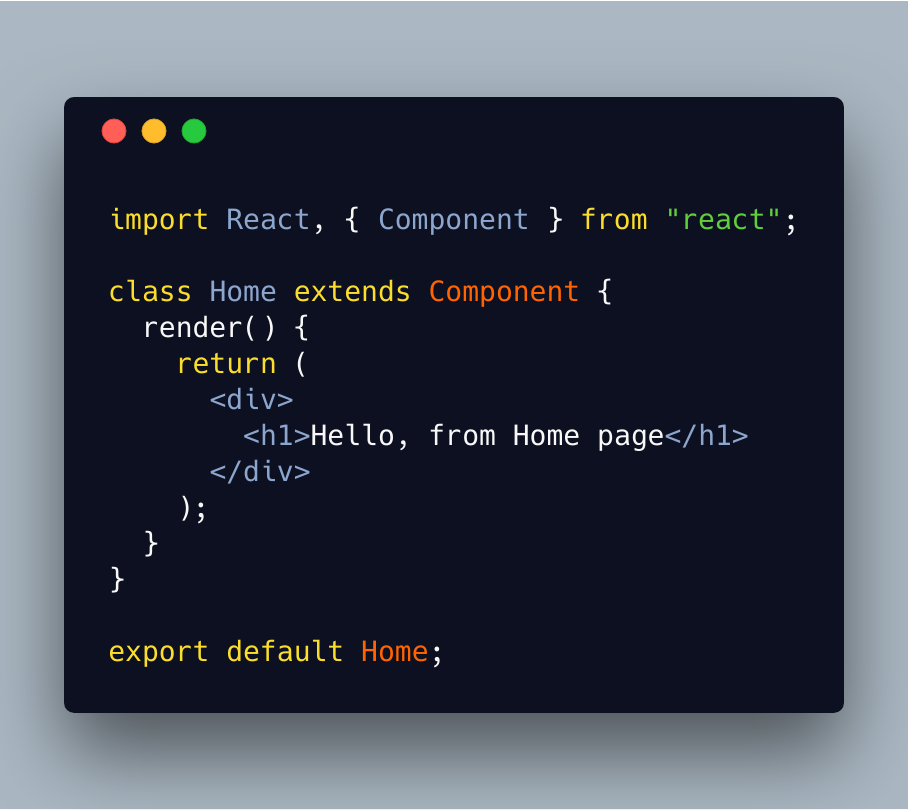 import React, { Component } from "react";

class Home extends Component {
  render() {
    return (
      <div>
        <h1>Hello, from Home page</h1>
      </div>
    );
  }
}

export default Home;